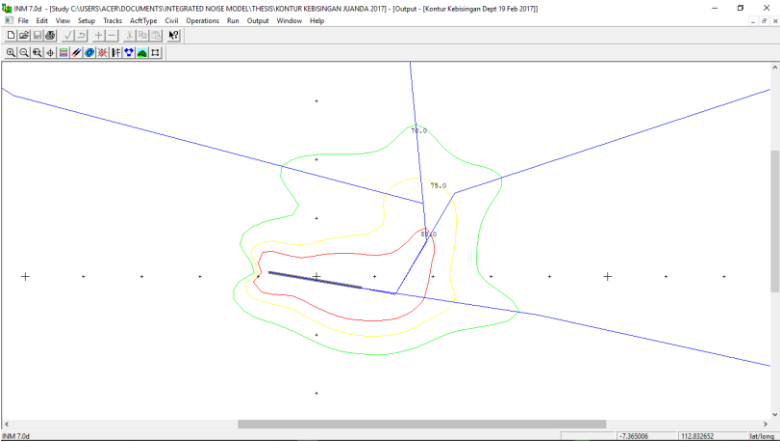 INM 7.0d - [Study C:\USERS\ACER\DOCUMENTS\INTEGRATED NOISE MODEL\THESIS\KONTUR KEBISINGAN JUANDA 2017] - [Output - [Kontur Kebisingan Dept 19 Feb 2017]]
File Edit View Setup Tracks AcftType Civil Operations Run Output Window Help
70.0
75.0
80.0
INM 7.0d -7.365006 112.832652 lat/long